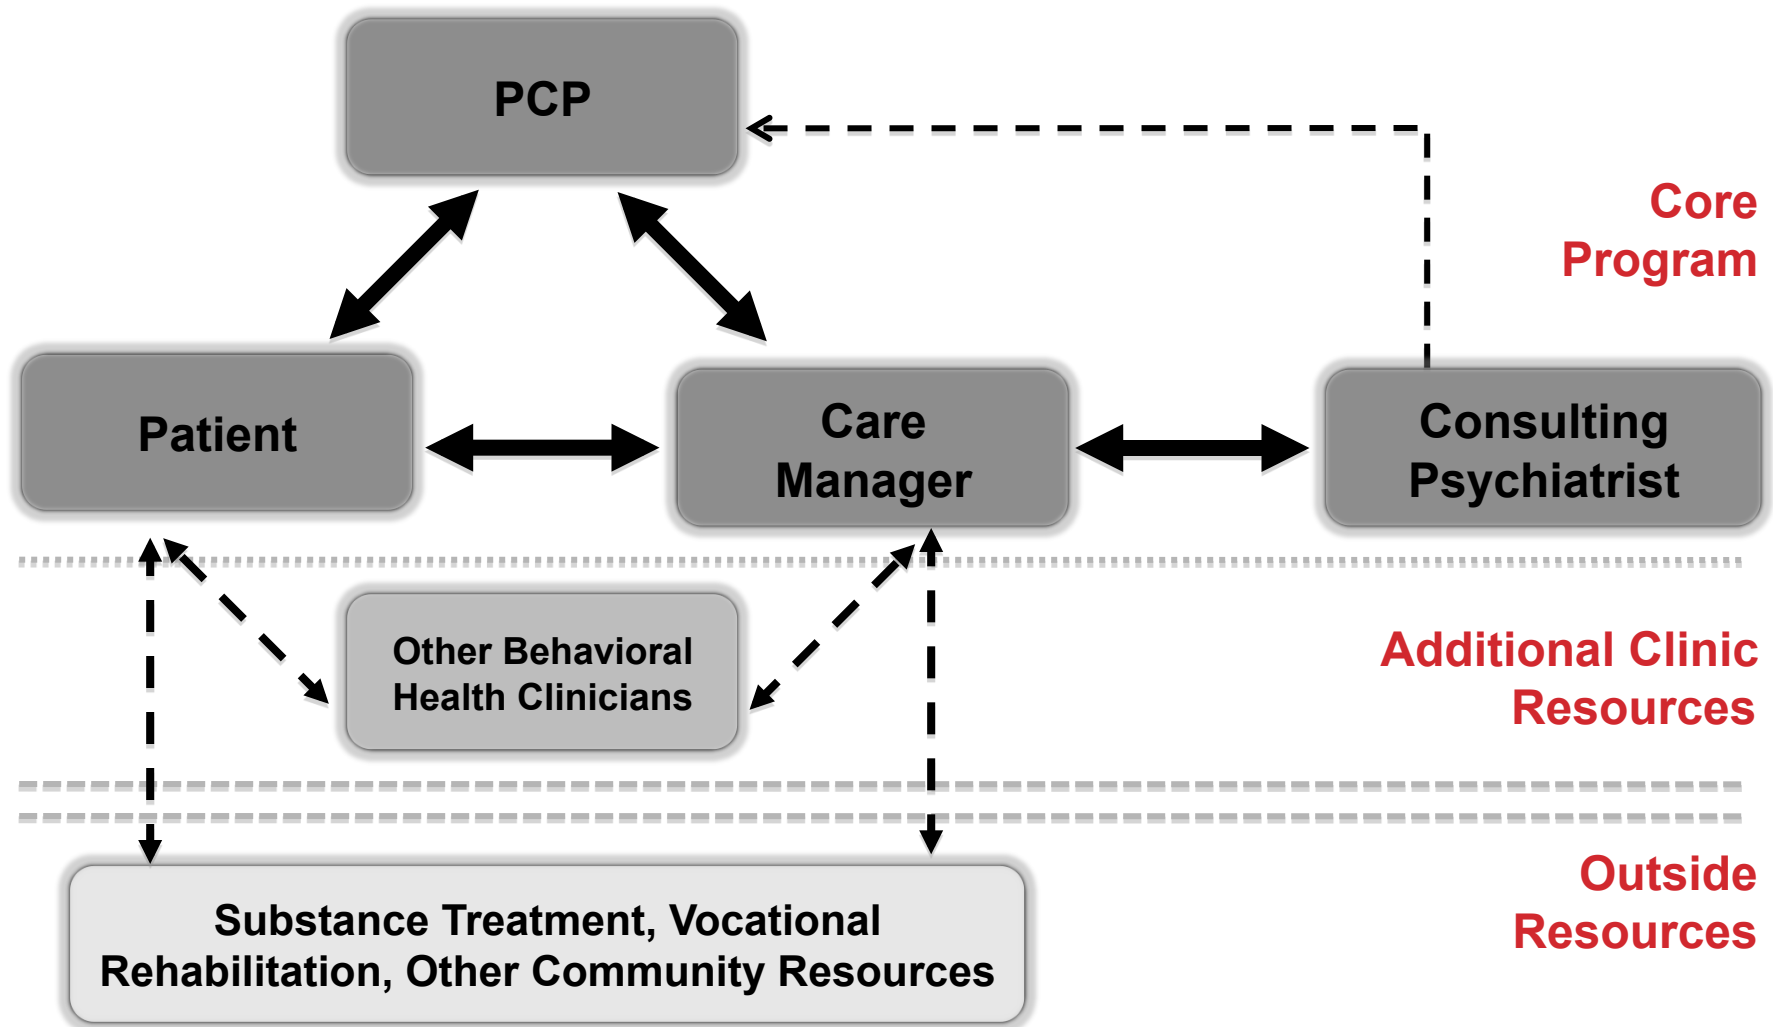 PCP
Core
Program
Patient
Care
Manager
Consulting
Psychiatrist
Other Behavioral
Health Clinicians
Additional Clinic
Resources
Substance Treatment, Vocational
Rehabilitation, Other Community Resources
Outside
Resources